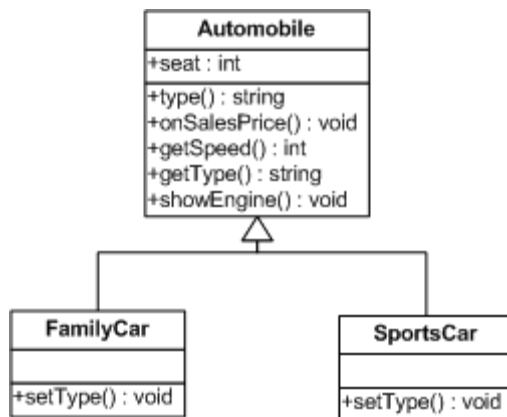 Automobile
+seat : int
+type() : string
+onSalesPrice() : void
+getSpeed() : int
+getType() : string
+showEngine() : void
FamilyCar
+setType() : void
SportsCar
+setType() : void